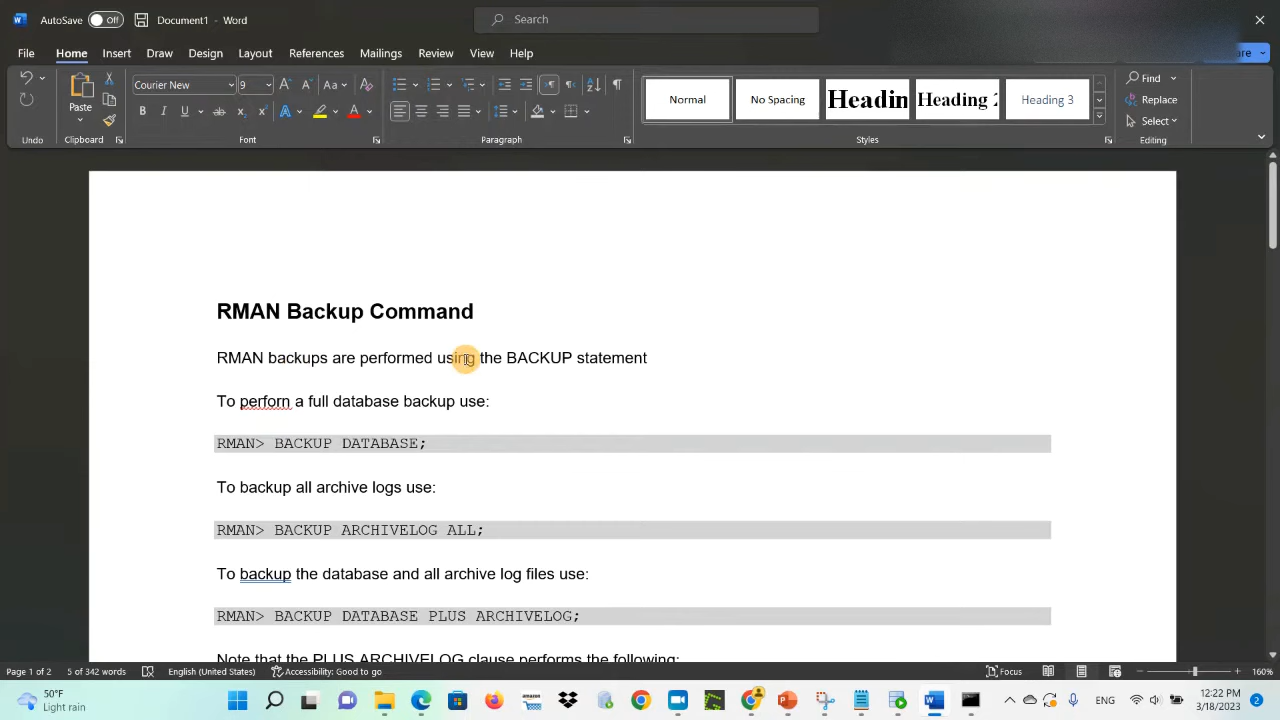 AutoSave Off Document1 - Word Search
File Home Insert Draw Design Layout References Mailings Review View Help
Courier New 9 Aa
Paste
B I U ab A A
Normal No Spacing Headin Heading 2 Heading 3
Find
Replace
Select
Undo Clipboard Font Paragraph Styles Editing
RMAN Backup Command
RMAN backups are performed using the BACKUP statement
To perforn a full database backup use:
RMAN> BACKUP DATABASE;
To backup all archive logs use:
RMAN> BACKUP ARCHIVELOG ALL;
To backup the database and all archive log files use:
RMAN> BACKUP DATABASE PLUS ARCHIVELOG;
Note that the PLUS ARCHIVELOG clause performs the following:
Page 1 of 2 5 of 342 words English (United States) Accessibility: Good to go Focus 160%
50°F
Light rain
ENG
12:22 PM
3/18/2023
2